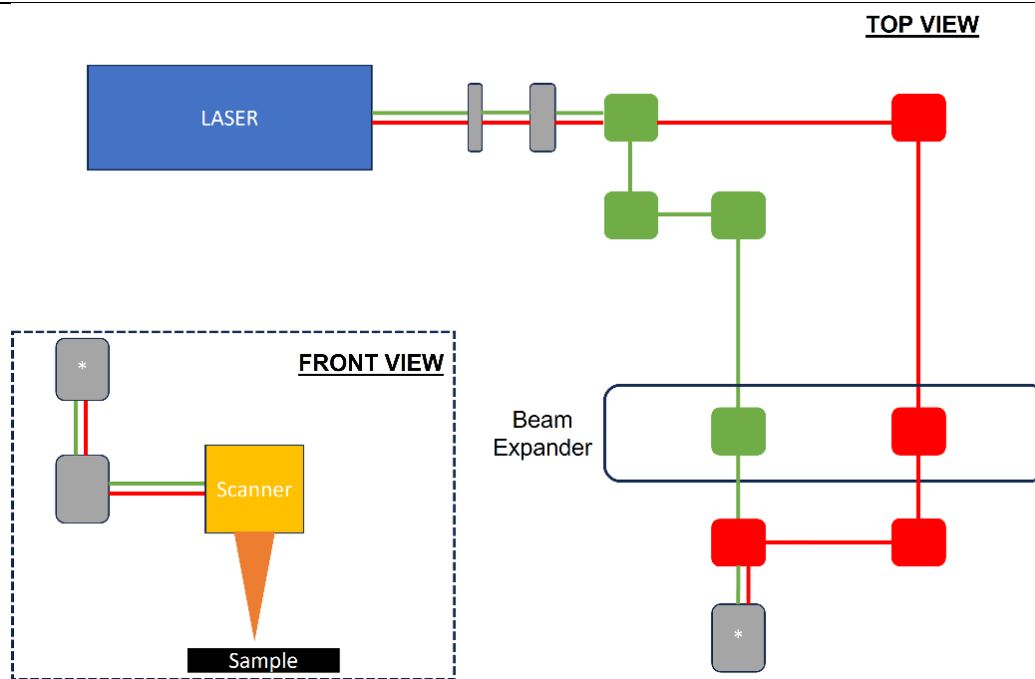 TOP VIEW
LASER
FRONT VIEW
*
Scanner
Sample
Beam
Expander
*